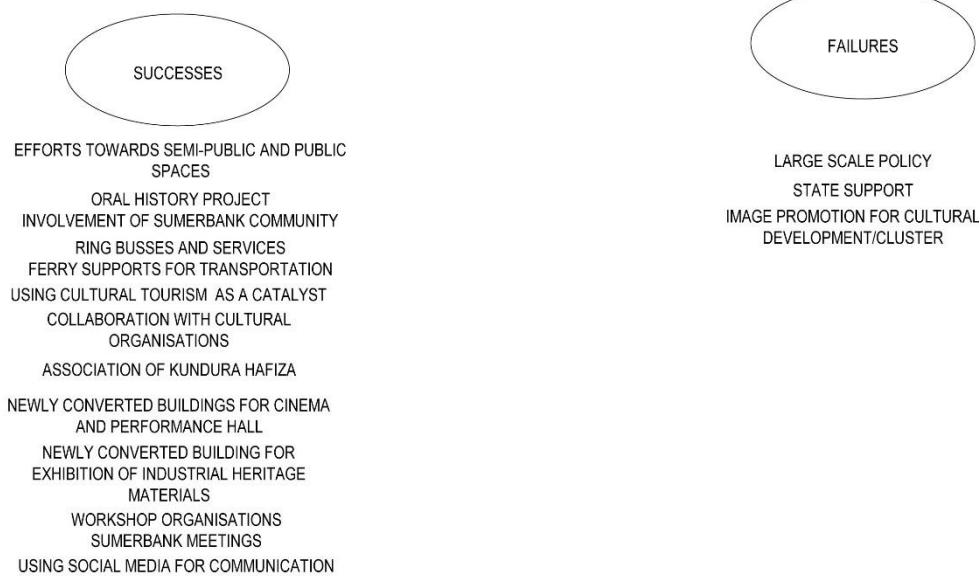 SUCCESSES
EFFORTS TOWARDS SEMI-PUBLIC AND PUBLIC
SPACES
ORAL HISTORY PROJECT
INVOLVEMENT OF SUMERBANK COMMUNITY
RING BUSSES AND SERVICES
FERRY SUPPORTS FOR TRANSPORTATION
USING CULTURAL TOURISM AS A CATALYST
COLLABORATION WITH CULTURAL
ORGANISATIONS
ASSOCIATION OF KUNDURA HAFIZA
NEWLY CONVERTED BUILDINGS FOR CINEMA
AND PERFORMANCE HALL
NEWLY CONVERTED BUILDING FOR
EXHIBITION OF INDUSTRIAL HERITAGE
MATERIALS
WORKSHOP ORGANISATIONS
SUMERBANK MEETINGS
USING SOCIAL MEDIA FOR COMMUNICATION
FAILURES
LARGE SCALE POLICY
STATE SUPPORT
IMAGE PROMOTION FOR CULTURAL
DEVELOPMENT/CLUSTER